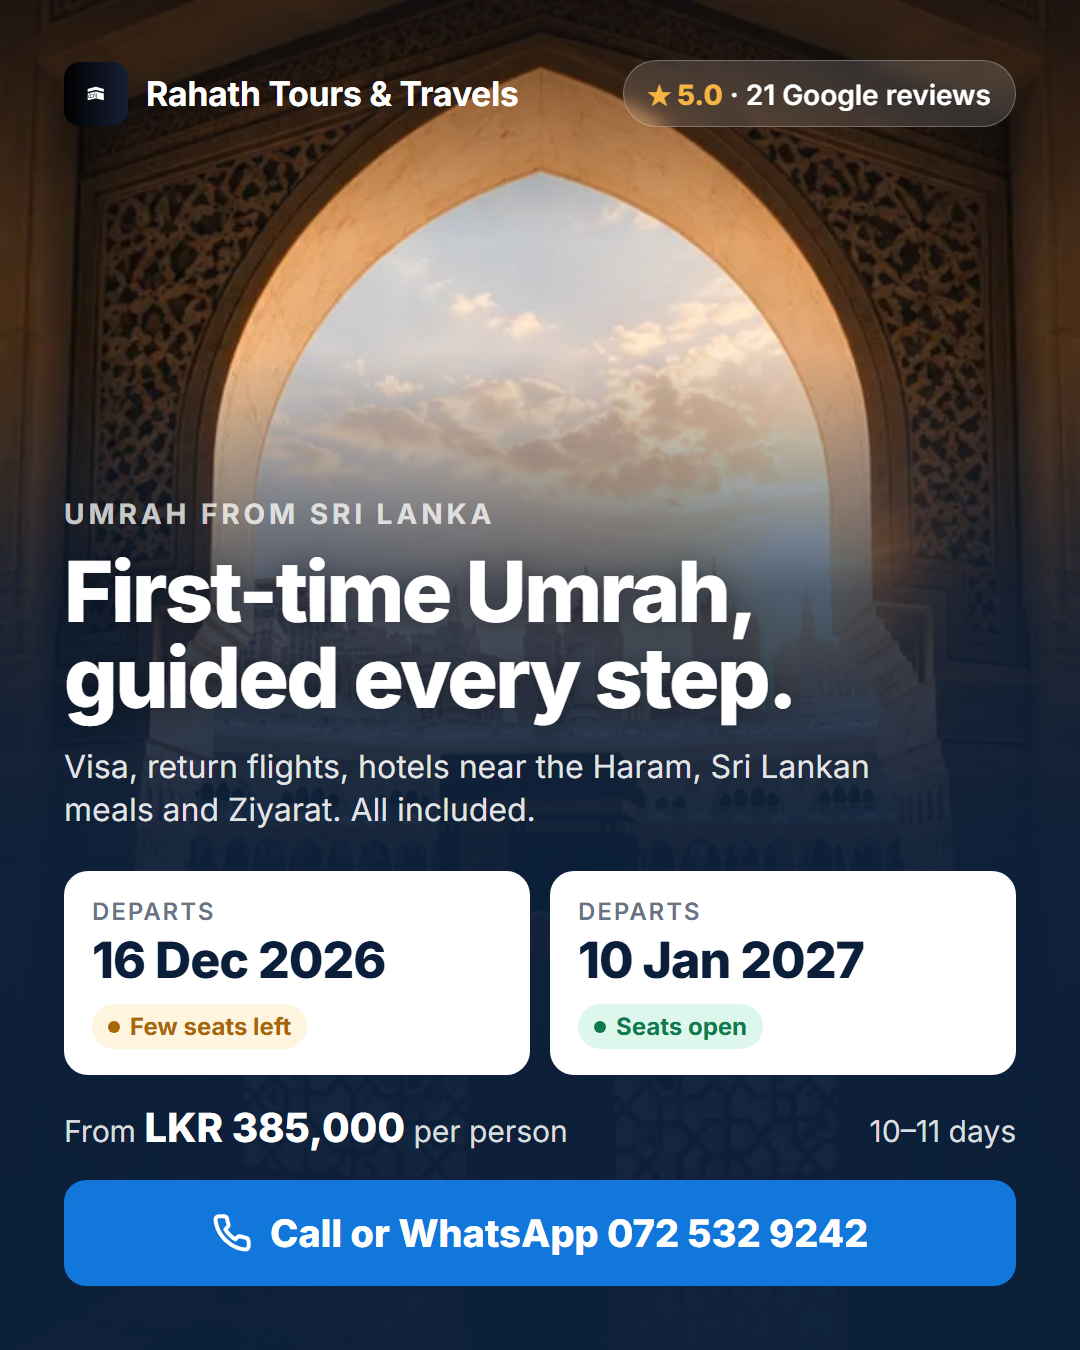 Rahath Tours & Travels
★ 5.0 · 21 Google reviews
UMRAH FROM SRI LANKA
First-time Umrah,
guided every step.
Visa, return flights, hotels near the Haram, Sri Lankan
meals and Ziyarat. All included.
DEPARTS
16 Dec 2026
Few seats left
DEPARTS
10 Jan 2027
Seats open
From LKR 385,000 per person
10–11 days
Call or WhatsApp 072 532 9242